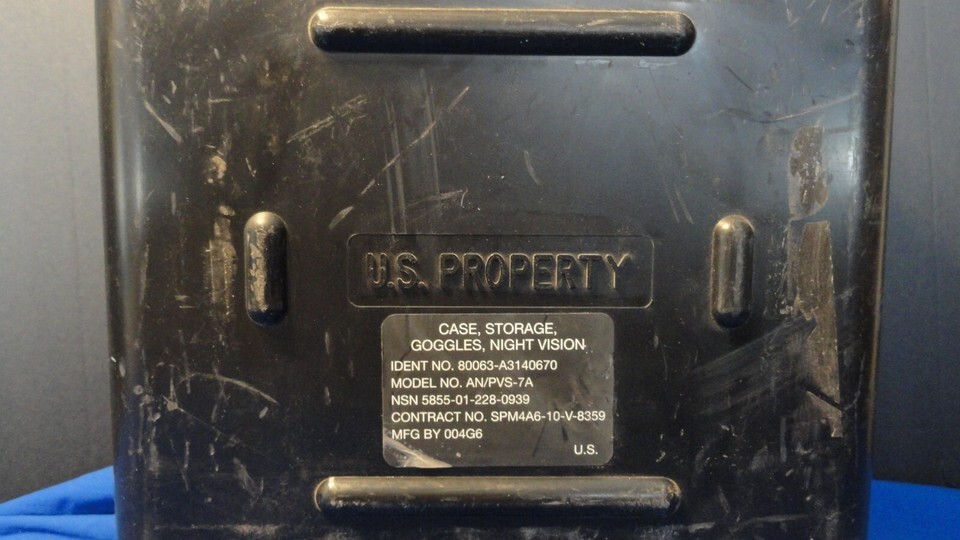 U.S. PROPERTY
CASE, STORAGE,
GOGGLES, NIGHT VISION
IDENT NO. 80063-A3140670
MODEL NO. AN/PVS-7A
NSN 5855-01-228-0939
CONTRACT NO. SPM4A6-10-V-8359
MFG BY 004G6
U.S.